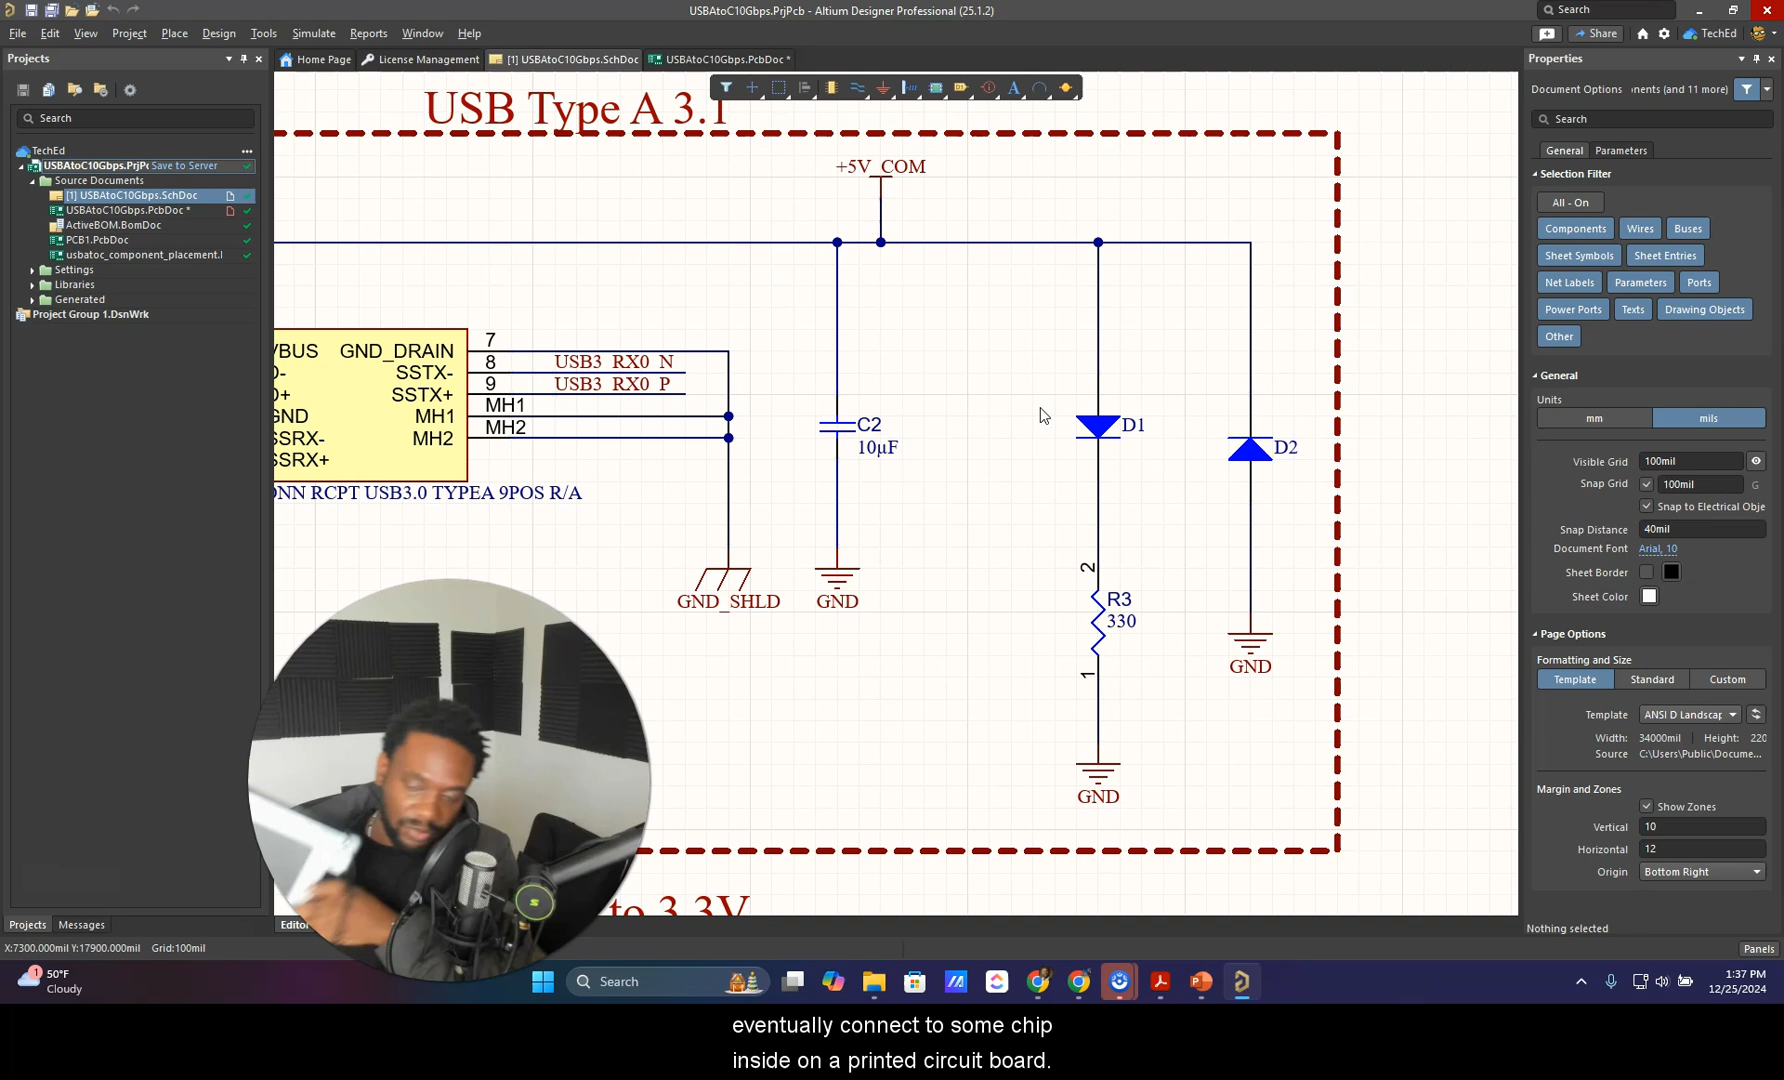 USBAtoC10Gbps.PrjPcb - Altium Designer Professional (25.1.2)
Search
File Edit View Project Place Design Tools Simulate Reports Window Help
Share
TechEd
Projects
Home Page
License Management
[1] USBAtoC10Gbps.SchDoc
USBAtoC10Gbps.PcbDoc *
Properties
Document Options
nents (and 11 more)
Search
Search
General
Parameters
TechEd
USBAtoC10Gbps.PrjPc Save to Server
Source Documents
[1] USBAtoC10Gbps.SchDoc
USBAtoC10Gbps.PcbDoc *
ActiveBOM.BomDoc
PCB1.PcbDoc
usbatoc_component_placement.
Settings
Libraries
Generated
Project Group 1.DsnWrk
USB Type A 3.1
+5V_COM
VBUS
GND_DRAIN
7
D-
SSTX-
8
USB3_RX0_N
D+
SSTX+
9
USB3_RX0_P
GND
MH1
MH1
SSRX-
MH2
MH2
SSRX+
NN RCPT USB3.0 TYPEA 9POS R/A
GND_SHLD
C2
10µF
GND
D1
D2
2
R3
330
1
GND
GND
to 3.3V
Selection Filter
All - On
Components Wires Buses
Sheet Symbols Sheet Entries
Net Labels Parameters Ports
Power Ports Texts Drawing Objects
Other
General
Units
mm mils
Visible Grid 100mil
Snap Grid 100mil G
Snap to Electrical Obje
Snap Distance 40mil
Document Font Arial, 10
Sheet Border
Sheet Color
Page Options
Formatting and Size
Template Standard Custom
Template ANSI D Landscap
Width: 34000mil Height: 220
Source C:\Users\Public\Docume...
Margin and Zones
Show Zones
Vertical 10
Horizontal 12
Origin Bottom Right
Nothing selected
Projects Messages
Editor
X:7300.000mil Y:17900.000mil Grid:100mil
Panels
1
50°F
Cloudy
Search
1:37 PM
12/25/2024
eventually connect to some chip
inside on a printed circuit board.